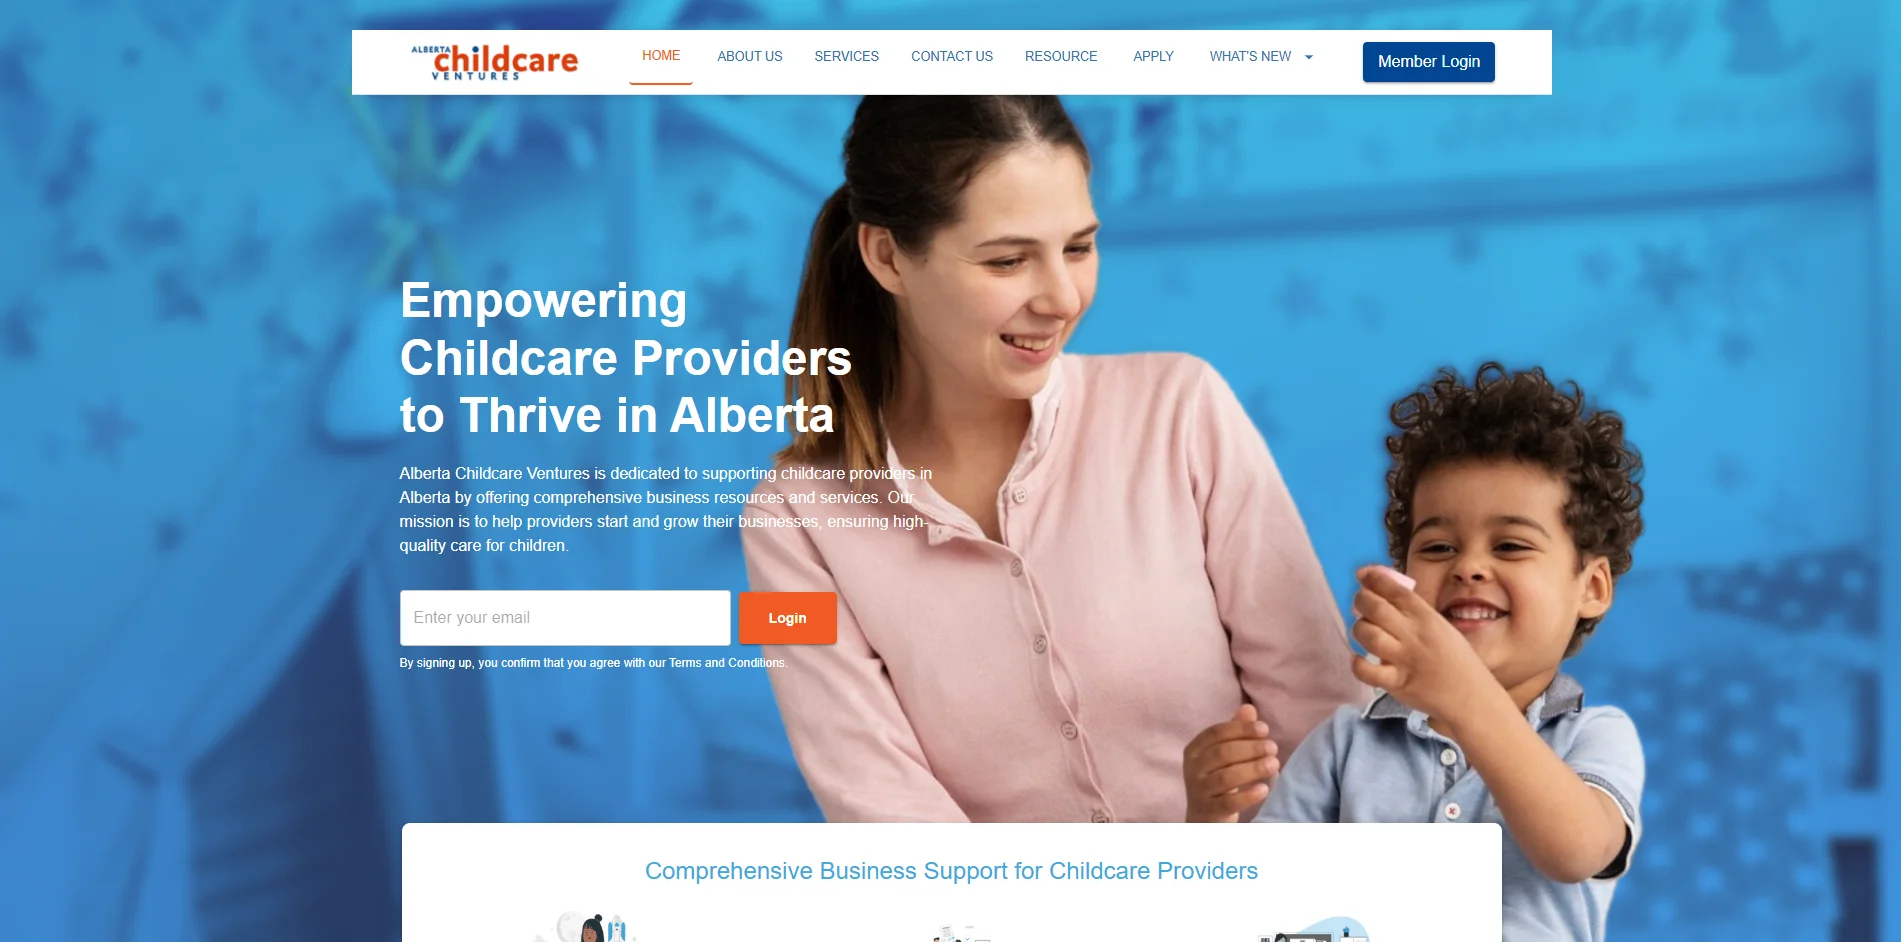 ALBERTA
childcare
VENTURES
HOME
ABOUT US
SERVICES
CONTACT US
RESOURCE
APPLY
WHAT'S NEW
Member Login
Empowering
Childcare Providers
to Thrive in Alberta
Alberta Childcare Ventures is dedicated to supporting childcare providers in
Alberta by offering comprehensive business resources and services. Our
mission is to help providers start and grow their businesses, ensuring high-
quality care for children.
Enter your email
Login
By signing up, you confirm that you agree with our Terms and Conditions.
Comprehensive Business Support for Childcare Providers